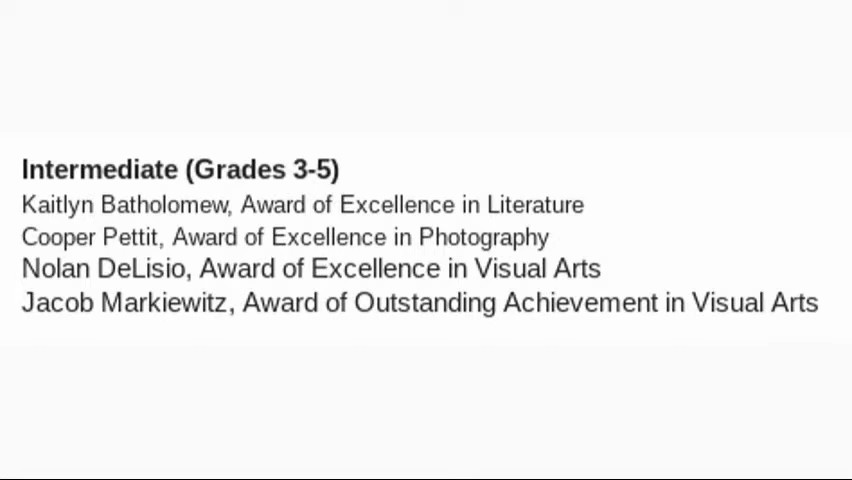 Intermediate (Grades 3-5)
Kaitlyn Batholomew, Award of Excellence in Literature
Cooper Pettit, Award of Excellence in Photography
Nolan DeLisio, Award of Excellence in Visual Arts
Jacob Markiewitz, Award of Outstanding Achievement in Visual Arts